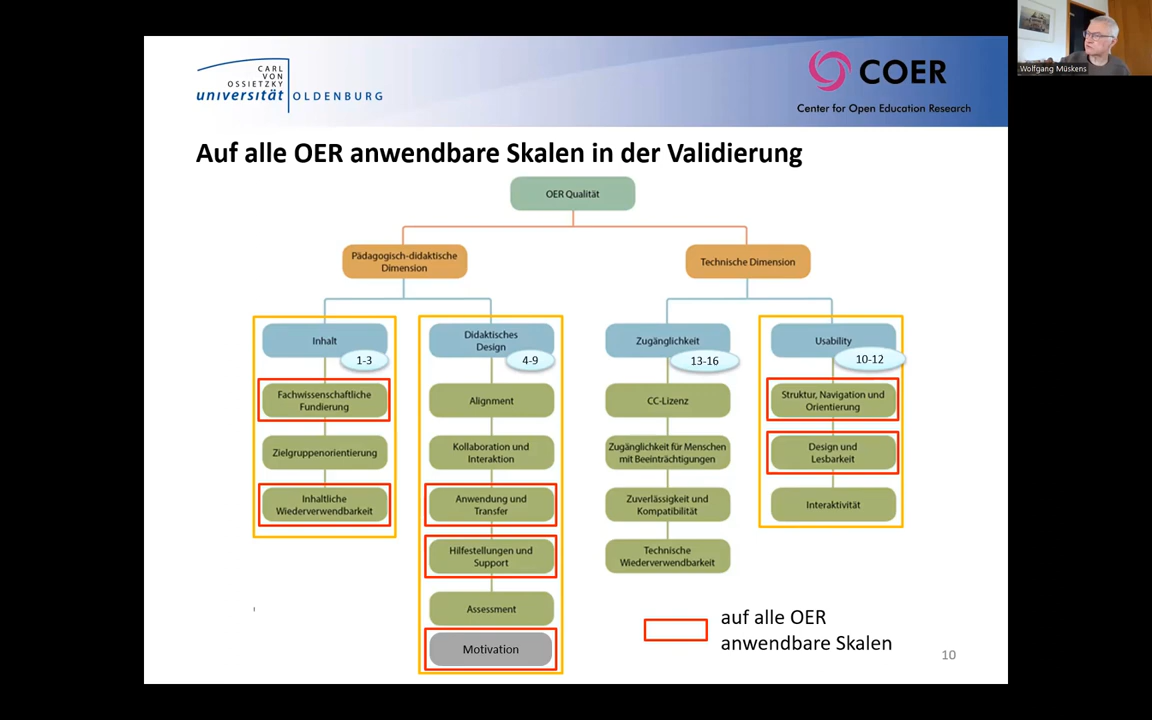 CARL
VON
OSSIETZKY
universität OLDENBURG
COER
Center for Open Education Research
Wolfgang Müskens
Auf alle OER anwendbare Skalen in der Validierung
OER Qualität
Pädagogisch-didaktische
Dimension
Technische Dimension
Inhalt
1-3
Fachwissenschaftliche
Fundierung
Zielgruppenorientierung
Inhaltliche
Wiederverwendbarkeit
Didaktisches
Design
4-9
Alignment
Kollaboration und
Interaktion
Anwendung und
Transfer
Hilfestellungen und
Support
Assessment
Motivation
Zugänglichkeit
13-16
CC-Lizenz
Zugänglichkeit für Menschen
mit Beeinträchtigungen
Zuverlässigkeit und
Kompatibilität
Technische
Wiederverwendbarkeit
Usability
10-12
Struktur, Navigation und
Orientierung
Design und
Lesbarkeit
Interaktivität
auf alle OER
anwendbare Skalen
10